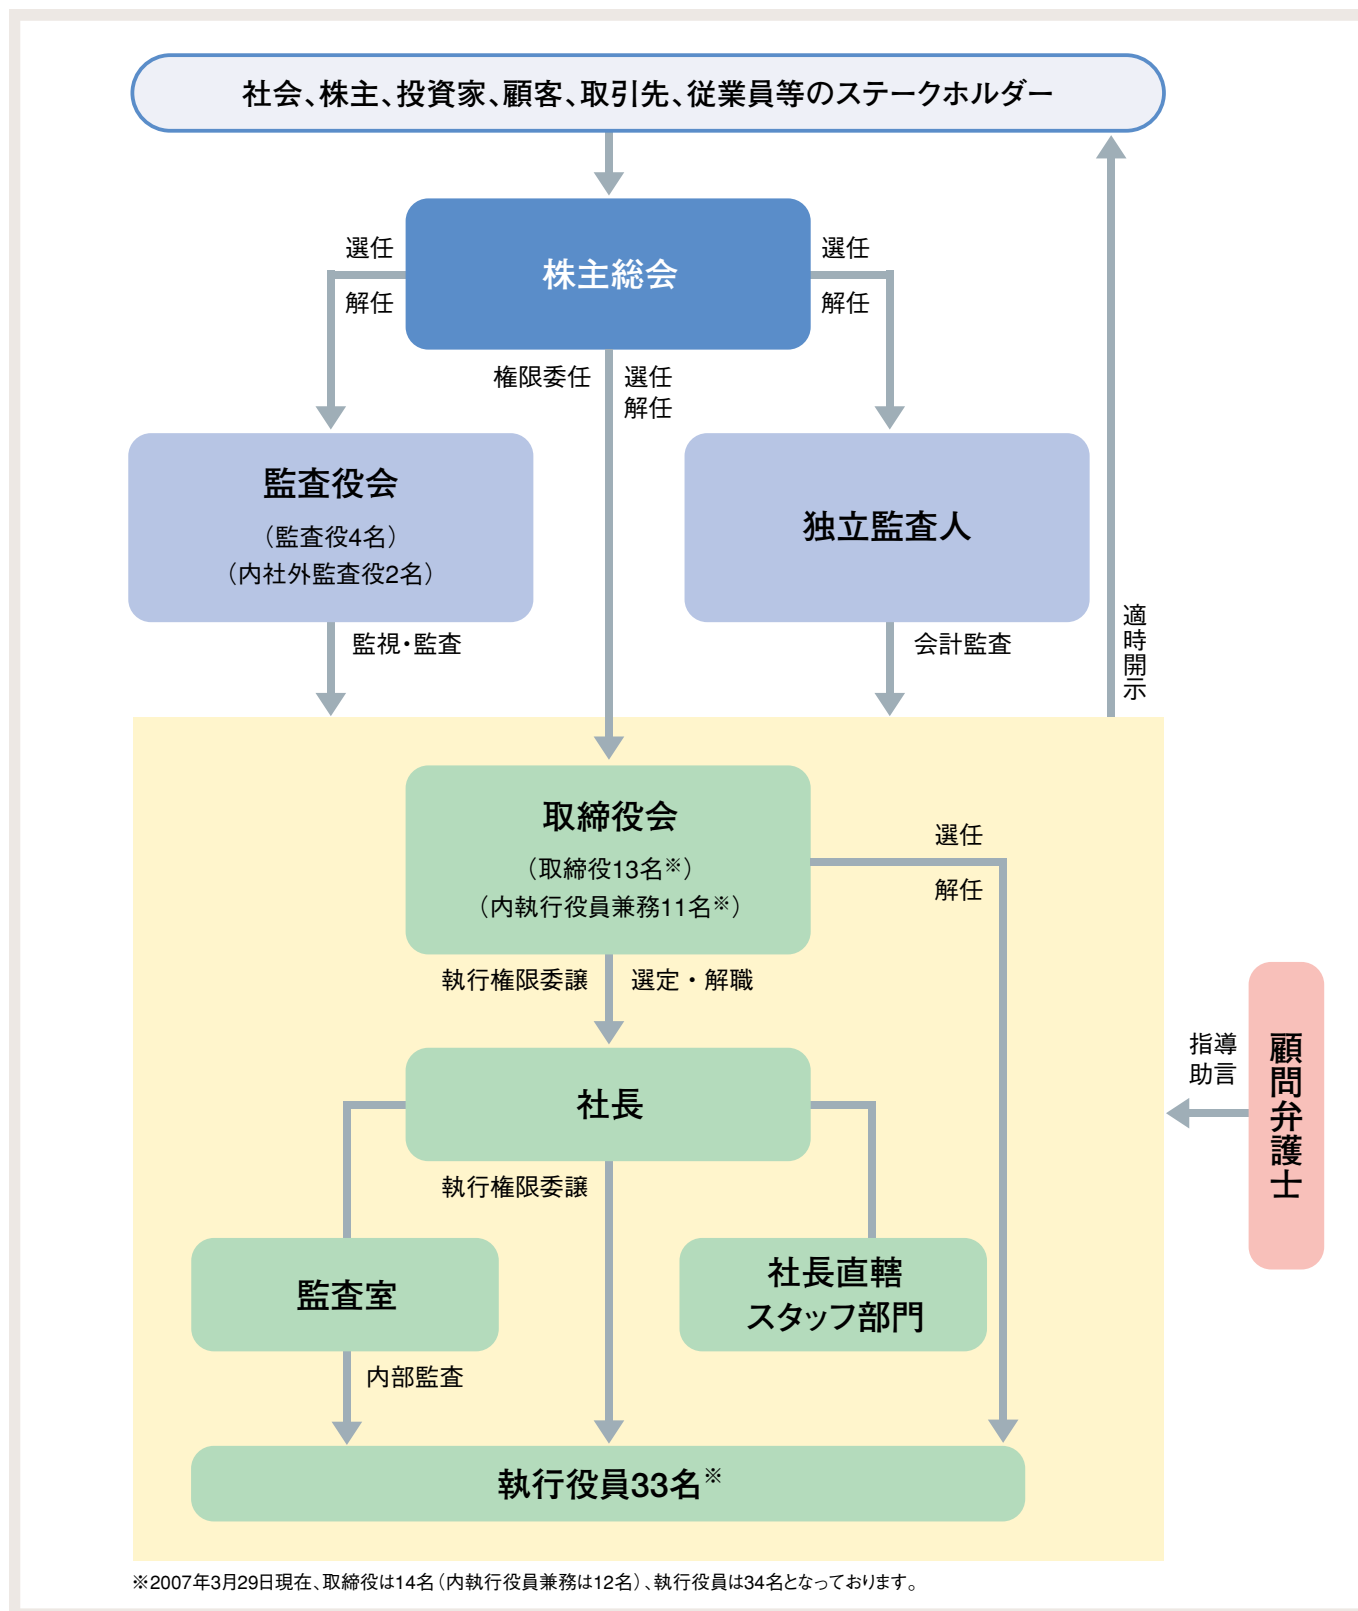 社会、株主、投資家、顧客、取引先、従業員等のステークホルダー
株主総会
選任
解任
選任
解任
権限委任
選任
解任
監査役会
（監査役4名）
（内社外監査役2名）
独立監査人
監視・監査
会計監査
適時開示
取締役会
（取締役13名※）
（内執行役員兼務11名※）
選任
解任
執行権限委譲
選定・解職
社長
指導
助言
顧問弁護士
執行権限委譲
監査室
社長直轄
スタッフ部門
内部監査
執行役員33名※
※2007年3月29日現在、取締役は14名（内執行役員兼務は12名）、執行役員は34名となっております。